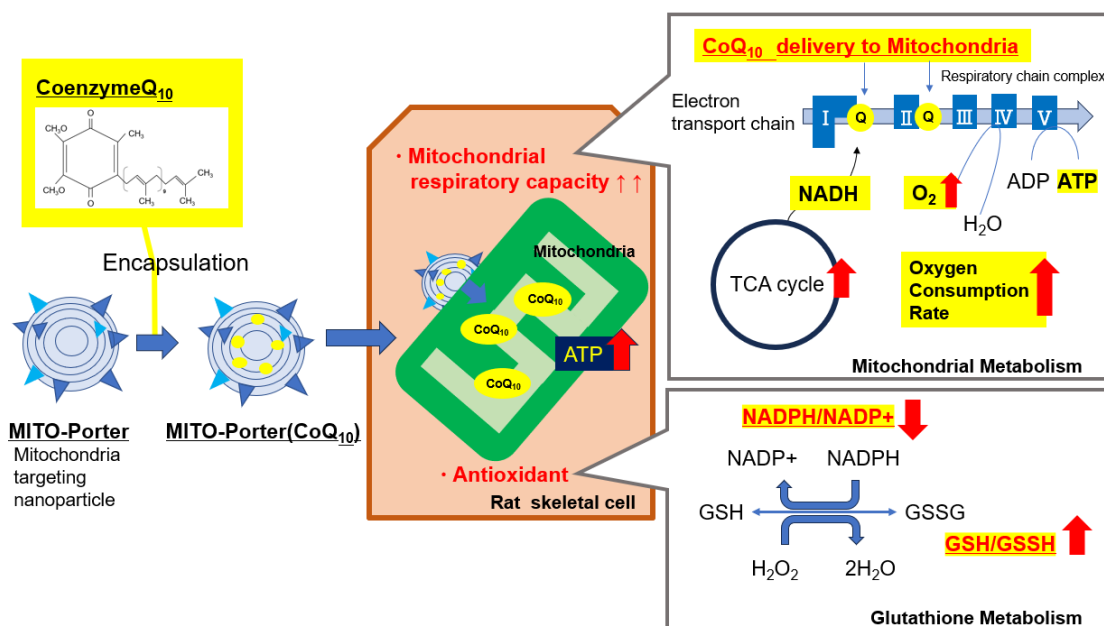 CoenzymeQ10
O
CH3O
CH3
CH3O
O
CH3
CH3
CH3
9
Encapsulation
MITO-Porter
Mitochondria
targeting
nanoparticle
MITO-Porter(CoQ10)
・Mitochondrial
respiratory capacity ↑ ↑
Mitochondria
CoQ10
CoQ10
CoQ10
ATP
・Antioxidant
Rat skeletal cell
CoQ10 delivery to Mitochondria
Respiratory chain complex
Electron
transport chain
I
Q
II
Q
III
IV
V
NADH
O2
H2O
ADP
ATP
TCA cycle
Oxygen
Consumption
Rate
Mitochondrial Metabolism
NADPH/NADP+
NADP+
NADPH
GSH
GSSG
GSH/GSSH
H2O2
2H2O
Glutathione Metabolism